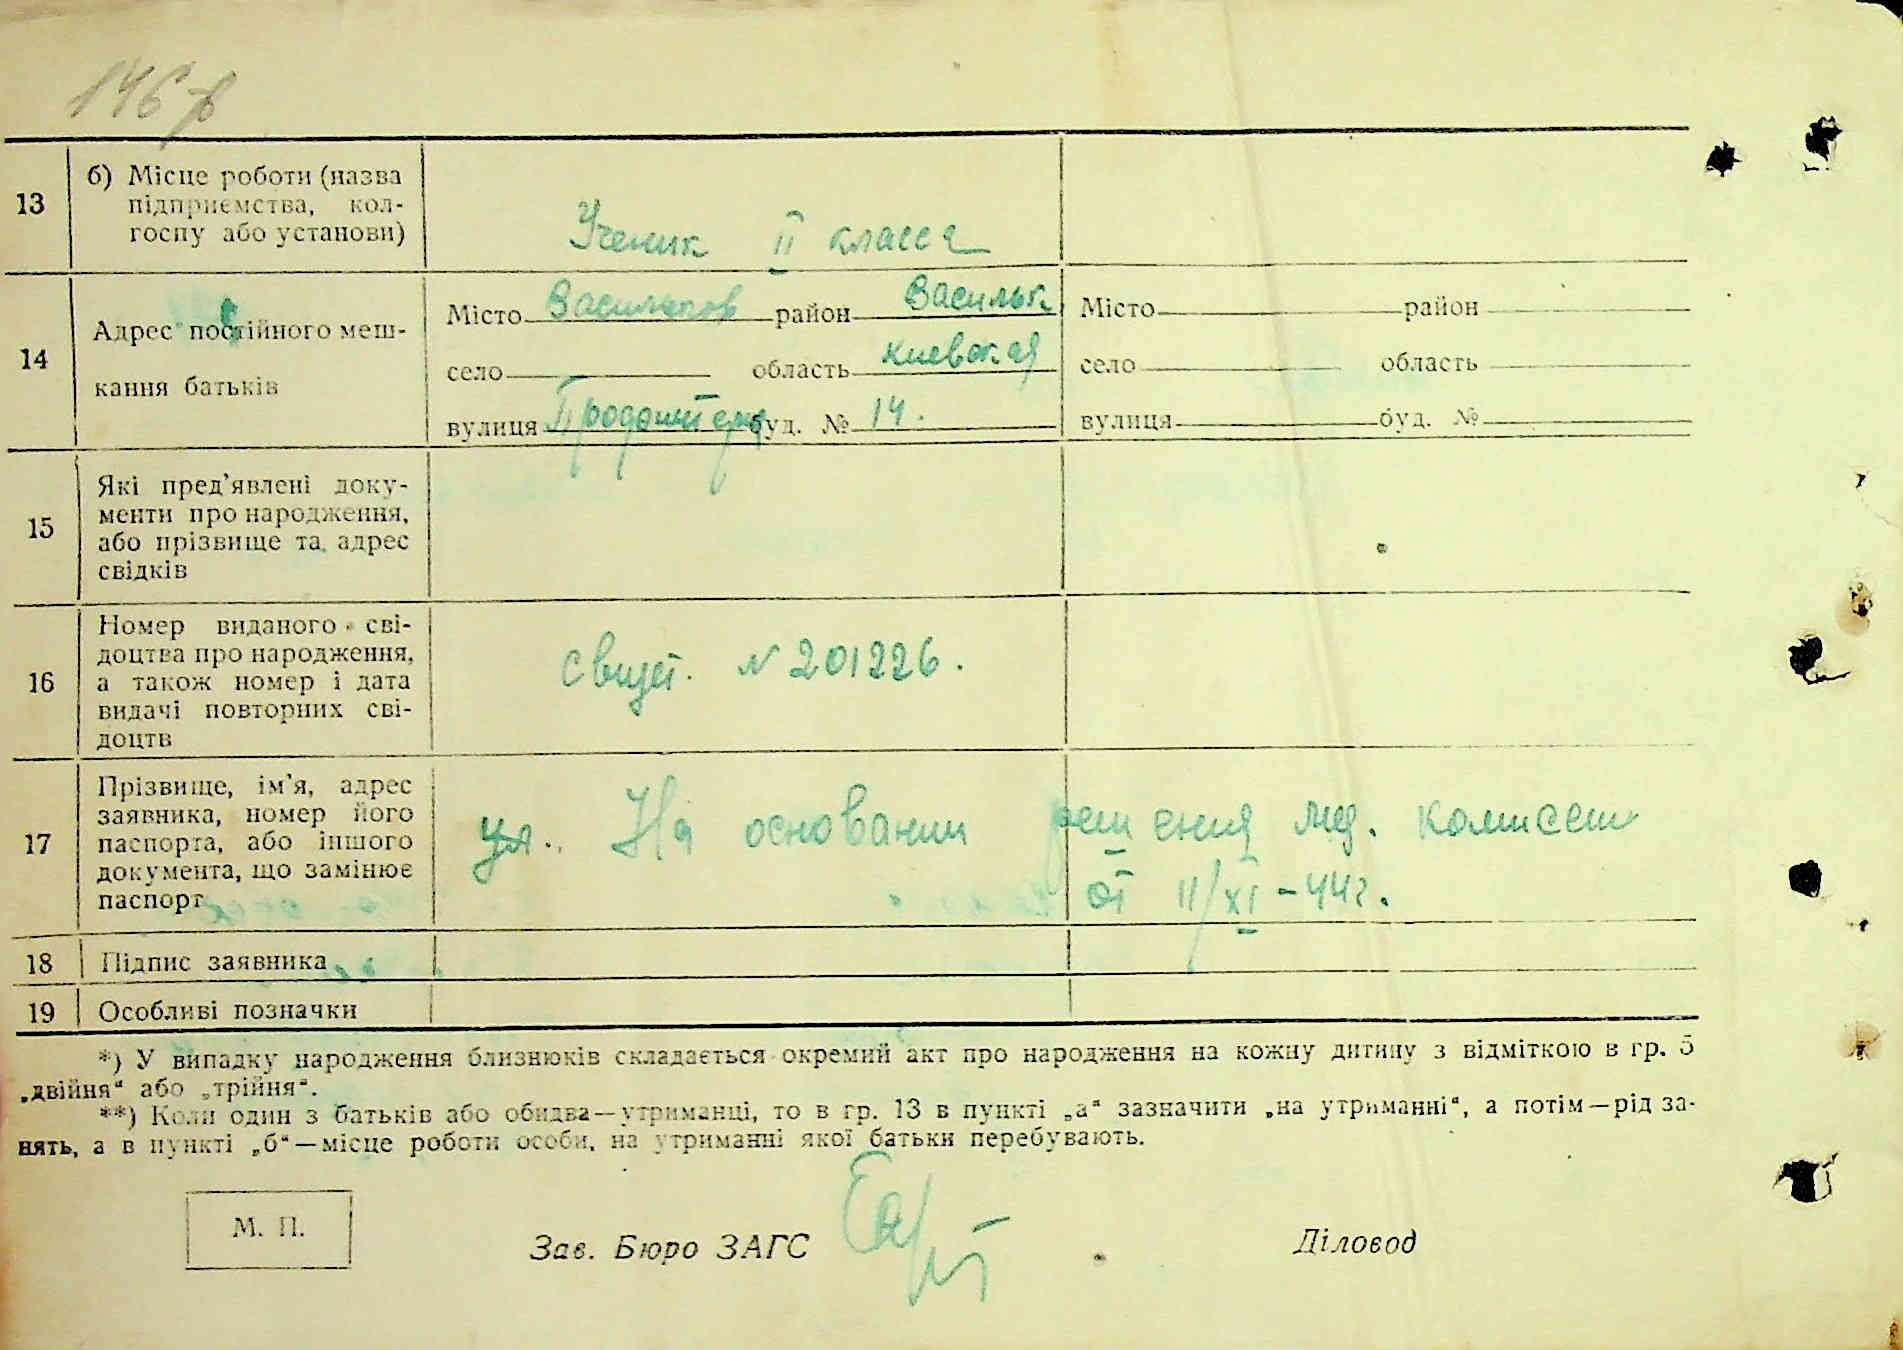 146
13
б) Місце роботи (назва
підприємства, кол-
госпу або установи)
Ученик II класса
14
Адрес постійного меш-
кання батьків
Місто Васильков район Васильк.
село область киевская
вулиця буд. № 14.
Місто район
село область
вулиця буд. №
15
Які пред’явлені доку-
менти про народження,
або прізвище та адрес
свідків
16
Номер виданого сві-
доцтва про народження,
а також номер і дата
видачі повторних сві-
доцтв
свидет. № 201226.
17
Прізвище, ім’я, адрес
заявника, номер його
паспорта, або іншого
документа, що замінює
паспорт
ул. На основании решения мед. комиссии
от 11/XI-44г.
18 Підпис заявника
19 Особливі позначки
*) У випадку народження близнюків складається окремий акт про народження на кожну дитину з відміткою в гр. 5
„двійня“ або „трійня“.
**) Коли один з батьків або обидва—утриманці, то в гр. 13 в пункті „а“ зазначити „на утриманні“, а потім—рід за-
нять, а в пункті „б“—місце роботи особи, на утриманні якої батьки перебувають.
М. П.
Зав. Бюро ЗАГС
Діловод